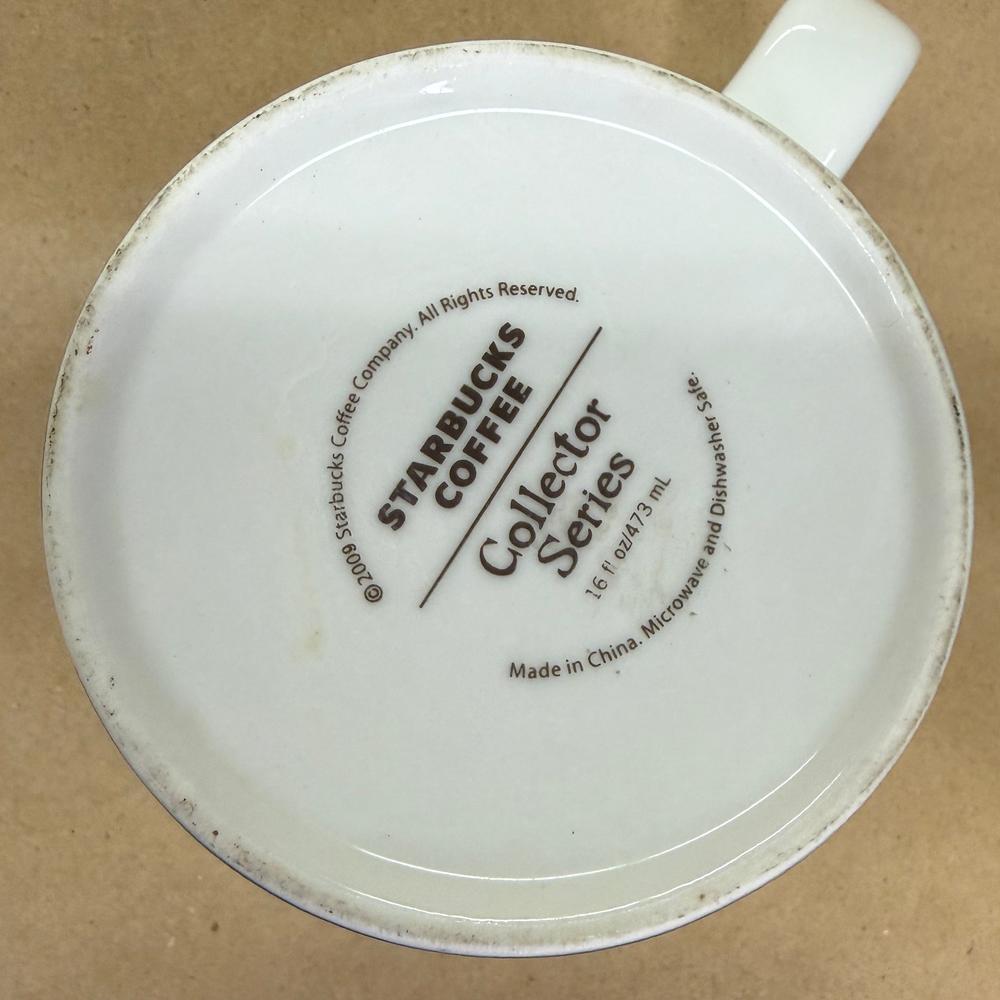 ©2009 Starbucks Coffee Company. All Rights Reserved.
STARBUCKS
COFFEE
Collector
Series
16 fl oz/473 mL
Made in China. Microwave and Dishwasher Safe.